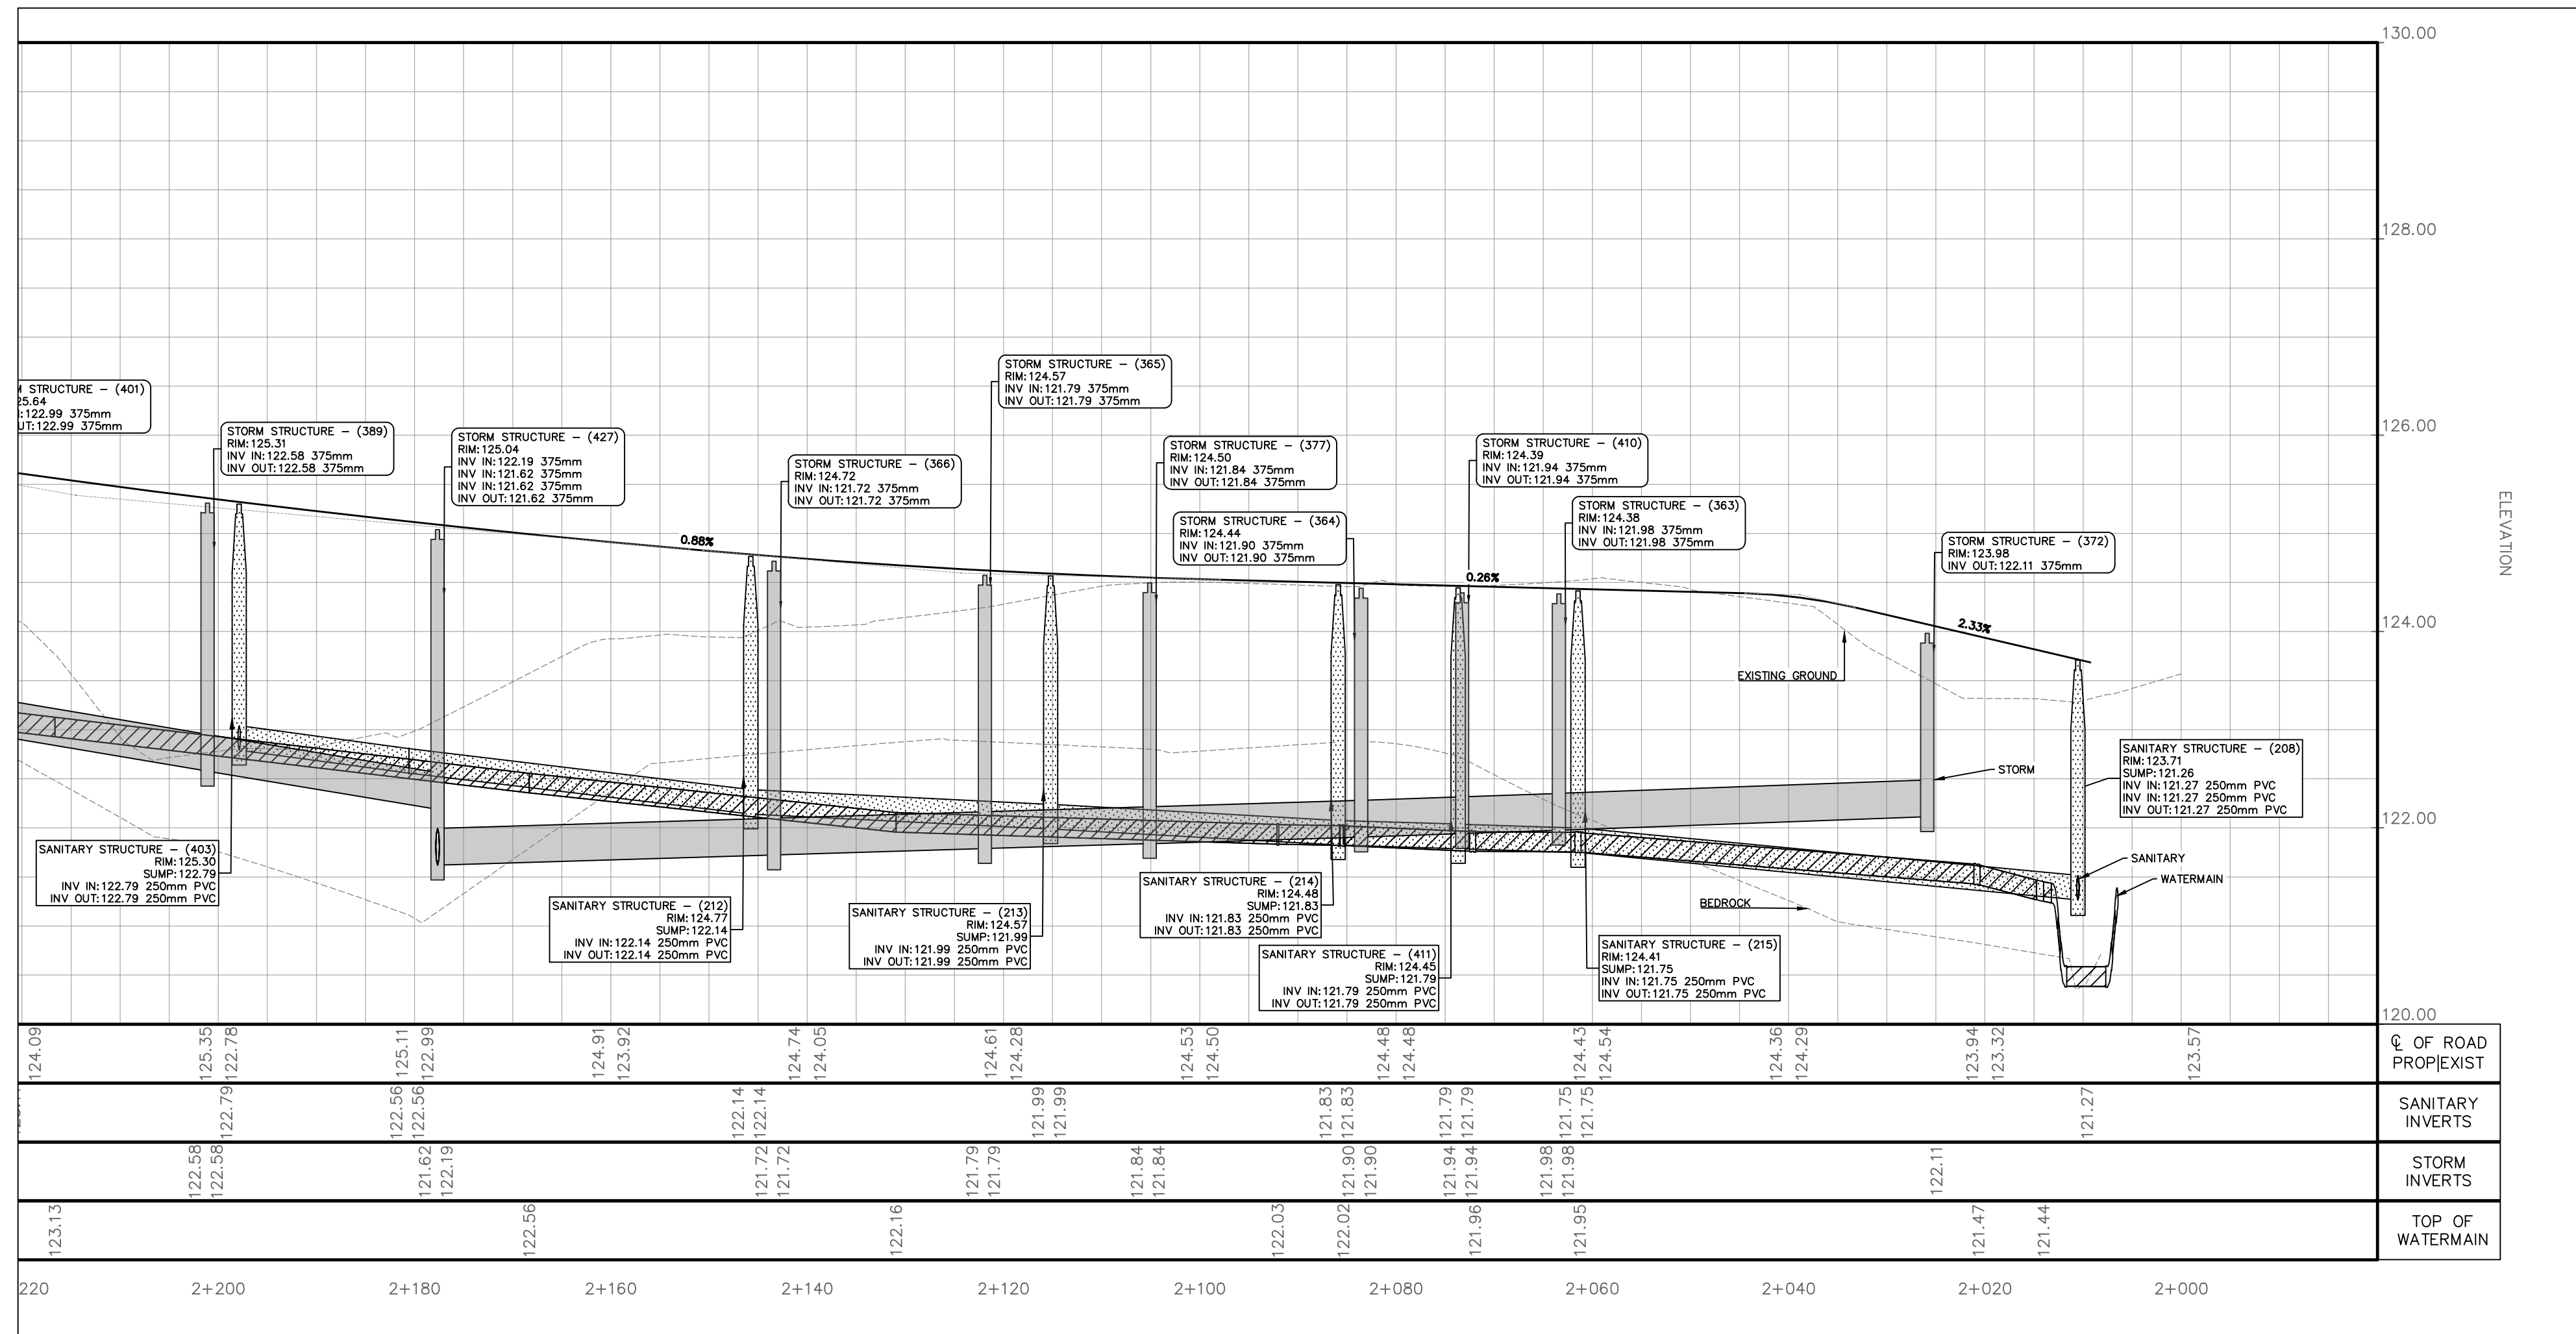 130.00
128.00
126.00
124.00
122.00
120.00
ELEVATION
STRUCTURE – (401)
25.64
:122.99 375mm
UT:122.99 375mm
STORM STRUCTURE – (389)
RIM:125.31
INV IN:122.58 375mm
INV OUT:122.58 375mm
STORM STRUCTURE – (427)
RIM:125.04
INV IN:122.19 375mm
INV IN:121.62 375mm
INV IN:121.62 375mm
INV OUT:121.62 375mm
STORM STRUCTURE – (366)
RIM:124.72
INV IN:121.72 375mm
INV OUT:121.72 375mm
STORM STRUCTURE – (365)
RIM:124.57
INV IN:121.79 375mm
INV OUT:121.79 375mm
STORM STRUCTURE – (377)
RIM:124.50
INV IN:121.84 375mm
INV OUT:121.84 375mm
STORM STRUCTURE – (364)
RIM:124.44
INV IN:121.90 375mm
INV OUT:121.90 375mm
STORM STRUCTURE – (410)
RIM:124.39
INV IN:121.94 375mm
INV OUT:121.94 375mm
STORM STRUCTURE – (363)
RIM:124.38
INV IN:121.98 375mm
INV OUT:121.98 375mm
STORM STRUCTURE – (372)
RIM:123.98
INV OUT:122.11 375mm
0.88%
0.26%
2.33%
EXISTING GROUND
STORM
SANITARY STRUCTURE – (208)
RIM:123.71
SUMP:121.26
INV IN:121.27 250mm PVC
INV IN:121.27 250mm PVC
INV OUT:121.27 250mm PVC
SANITARY
WATERMAIN
BEDROCK
SANITARY STRUCTURE – (403)
RIM:125.30
SUMP:122.79
INV IN:122.79 250mm PVC
INV OUT:122.79 250mm PVC
SANITARY STRUCTURE – (212)
RIM:124.77
SUMP:122.14
INV IN:122.14 250mm PVC
INV OUT:122.14 250mm PVC
SANITARY STRUCTURE – (213)
RIM:124.57
SUMP:121.99
INV IN:121.99 250mm PVC
INV OUT:121.99 250mm PVC
SANITARY STRUCTURE – (214)
RIM:124.48
SUMP:121.83
INV IN:121.83 250mm PVC
INV OUT:121.83 250mm PVC
SANITARY STRUCTURE – (411)
RIM:124.45
SUMP:121.79
INV IN:121.79 250mm PVC
INV OUT:121.79 250mm PVC
SANITARY STRUCTURE – (215)
RIM:124.41
SUMP:121.75
INV IN:121.75 250mm PVC
INV OUT:121.75 250mm PVC
124.09
125.35
122.78
125.11
122.99
124.91
123.92
124.74
124.05
124.61
124.28
124.53
124.50
124.48
124.48
124.43
124.54
124.36
124.29
123.94
123.32
123.57
℄ OF ROAD
PROP|EXIST
122.79
122.56
122.56
122.14
122.14
121.99
121.99
121.83
121.83
121.79
121.79
121.75
121.75
121.27
SANITARY
INVERTS
122.58
122.58
121.62
122.19
121.72
121.72
121.79
121.79
121.84
121.84
121.90
121.90
121.94
121.94
121.98
121.98
122.11
STORM
INVERTS
123.13
122.56
122.16
122.03
122.02
121.96
121.95
121.47
121.44
TOP OF
WATERMAIN
220 2+200 2+180 2+160 2+140 2+120 2+100 2+080 2+060 2+040 2+020 2+000